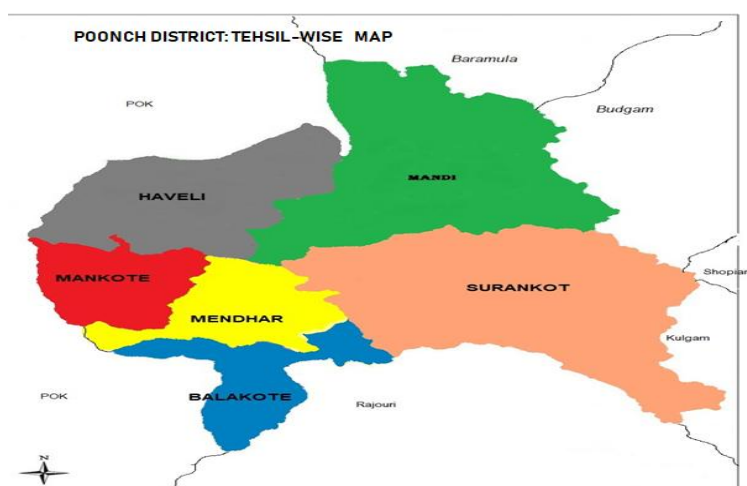 POONCH DISTRICT: TEHSIL-WISE MAP
Baramula
POK
Budgam
MANDI
HAVELI
Shopian
MANKOTE
SURANKOT
MENDHAR
Kulgam
POK
BALAKOTE
Rajouri
N